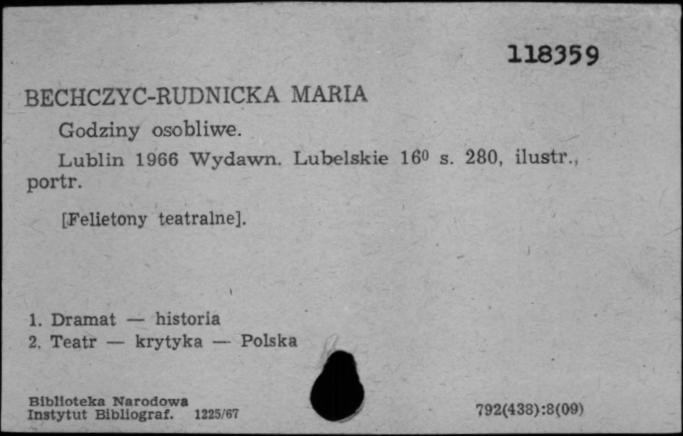 118359
BECHCZYC-RUDNICKA MARIA
Godziny osobliwe.
Lublin 1966 Wydawn. Lubelskie 16⁰ s. 280, ilustr.,
portr.
[Felietony teatralne].
1. Dramat — historia
2. Teatr — krytyka — Polska
Biblioteka Narodowa
Instytut Bibliograf. 1225/67
792(438):8(09)